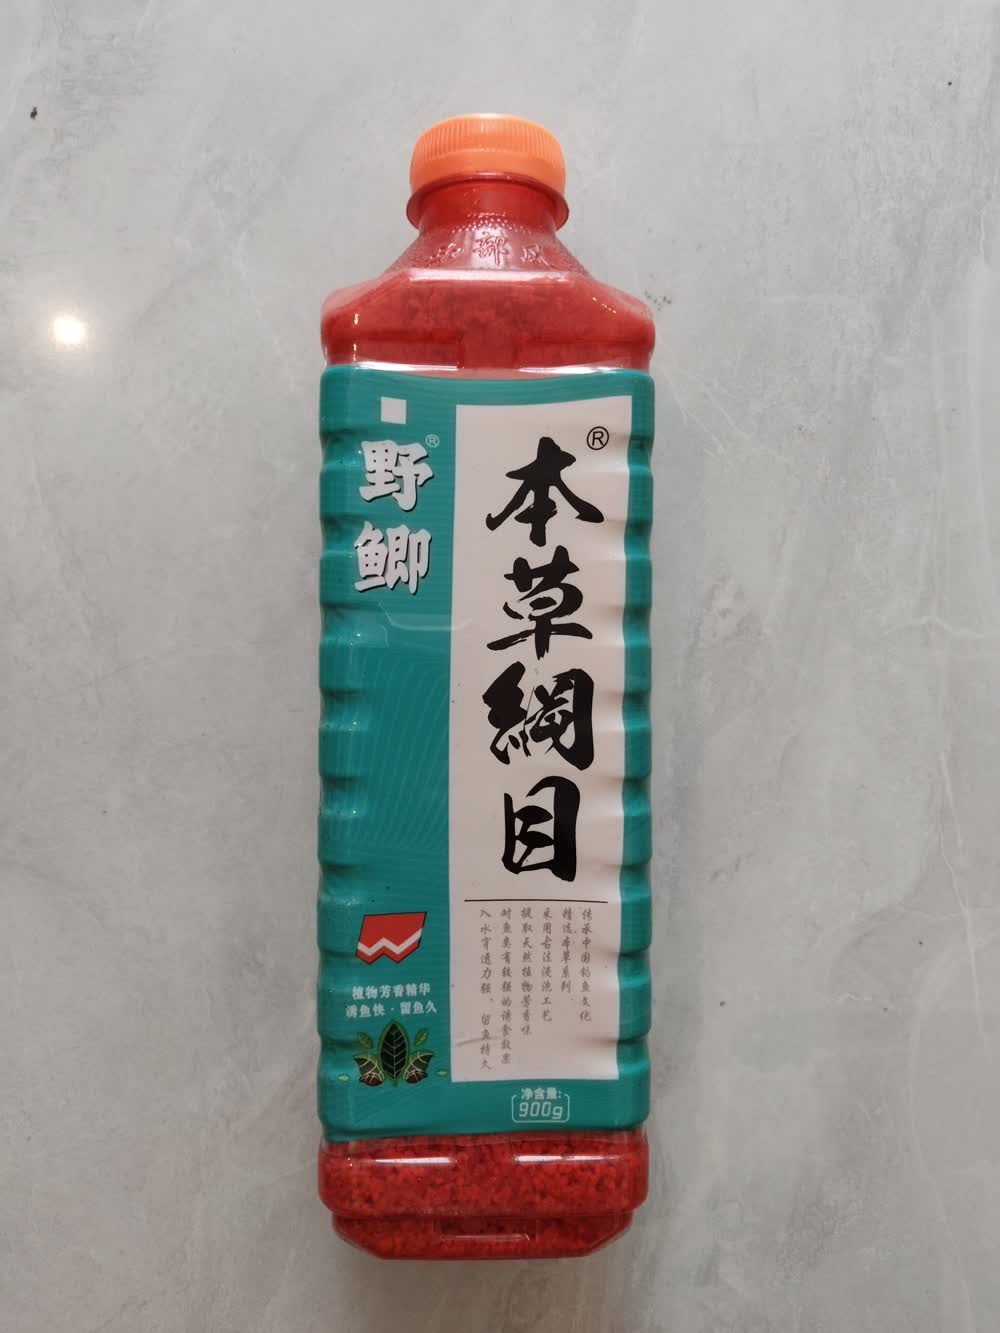 野鲫®
本草綱目®
传承中国钓鱼文化
精选本草系列
采用古法浸泡工艺
提取天然植物芳香味
对鱼类有较强的诱食效果
入水穿透力强，留鱼持久
植物芳香精华
诱鱼快·留鱼久
净含量：
900g